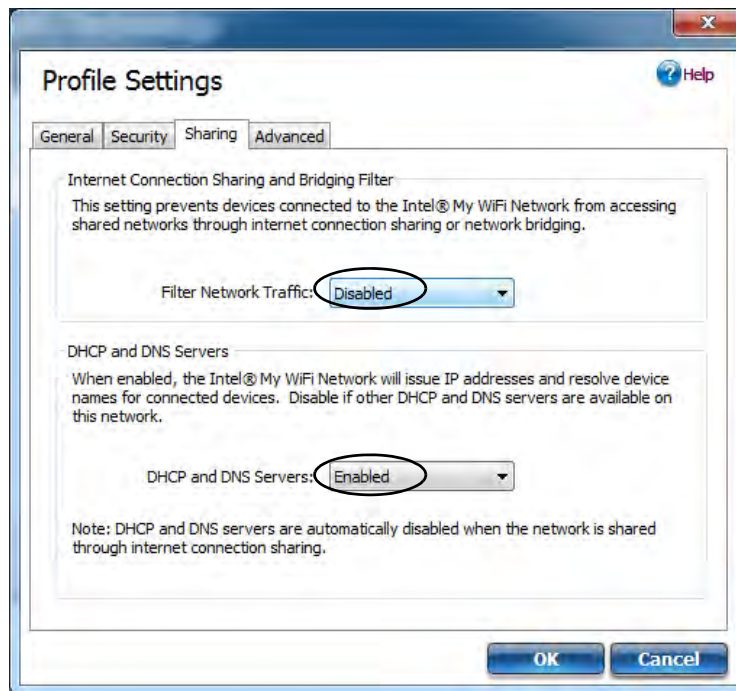 x
Profile Settings
? Help
General Security Sharing Advanced
Internet Connection Sharing and Bridging Filter
This setting prevents devices connected to the Intel® My WiFi Network from accessing
shared networks through internet connection sharing or network bridging.
Filter Network Traffic: Disabled
DHCP and DNS Servers
When enabled, the Intel® My WiFi Network will issue IP addresses and resolve device
names for connected devices. Disable if other DHCP and DNS servers are available on
this network.
DHCP and DNS Servers: Enabled
Note: DHCP and DNS servers are automatically disabled when the network is shared
through internet connection sharing.
OK Cancel